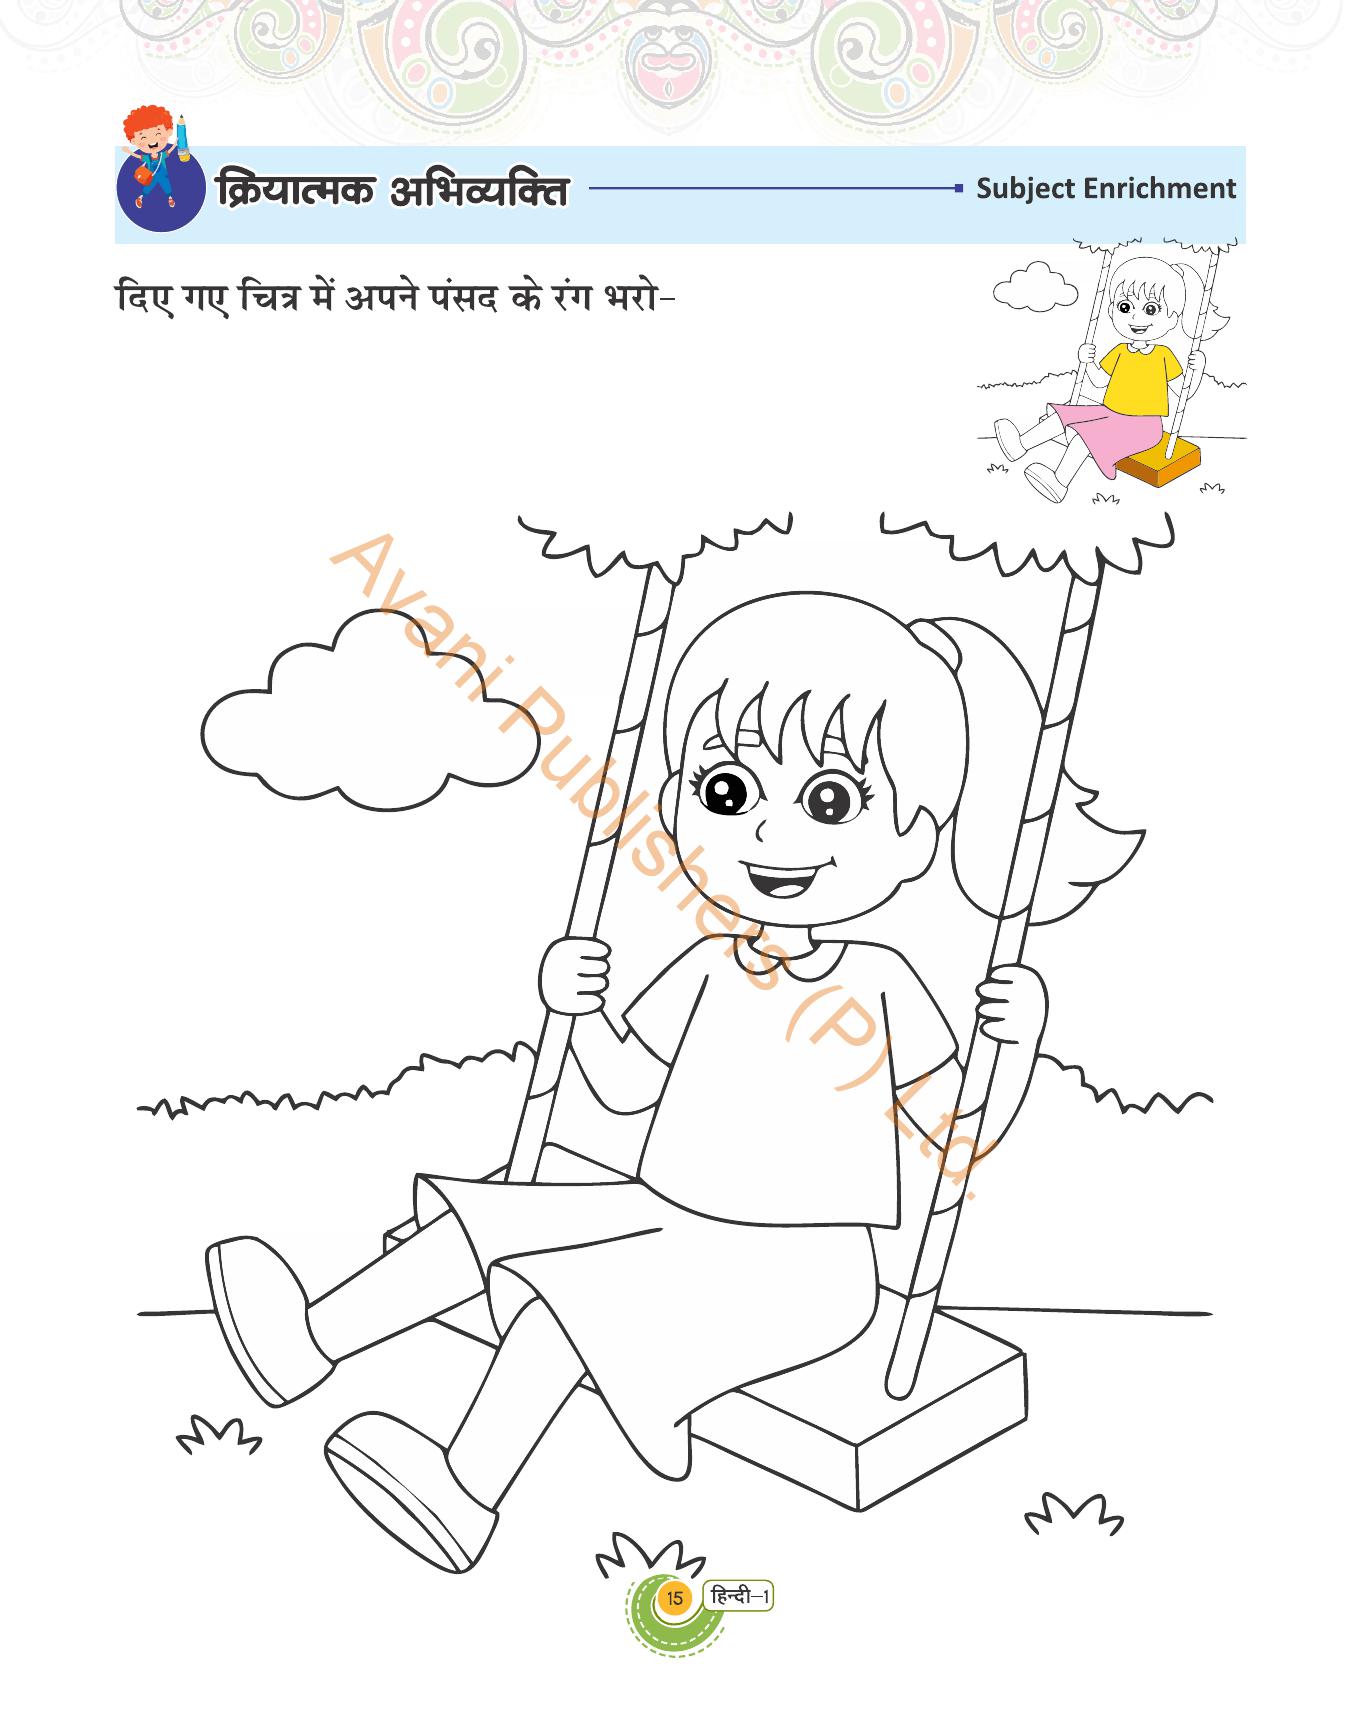 क्रियात्मक अभिव्यक्ति
Subject Enrichment
दिए गए चित्र में अपने पंसद के रंग भरो–
Avani Publishers (P) Ltd.
15
हिन्दी–1